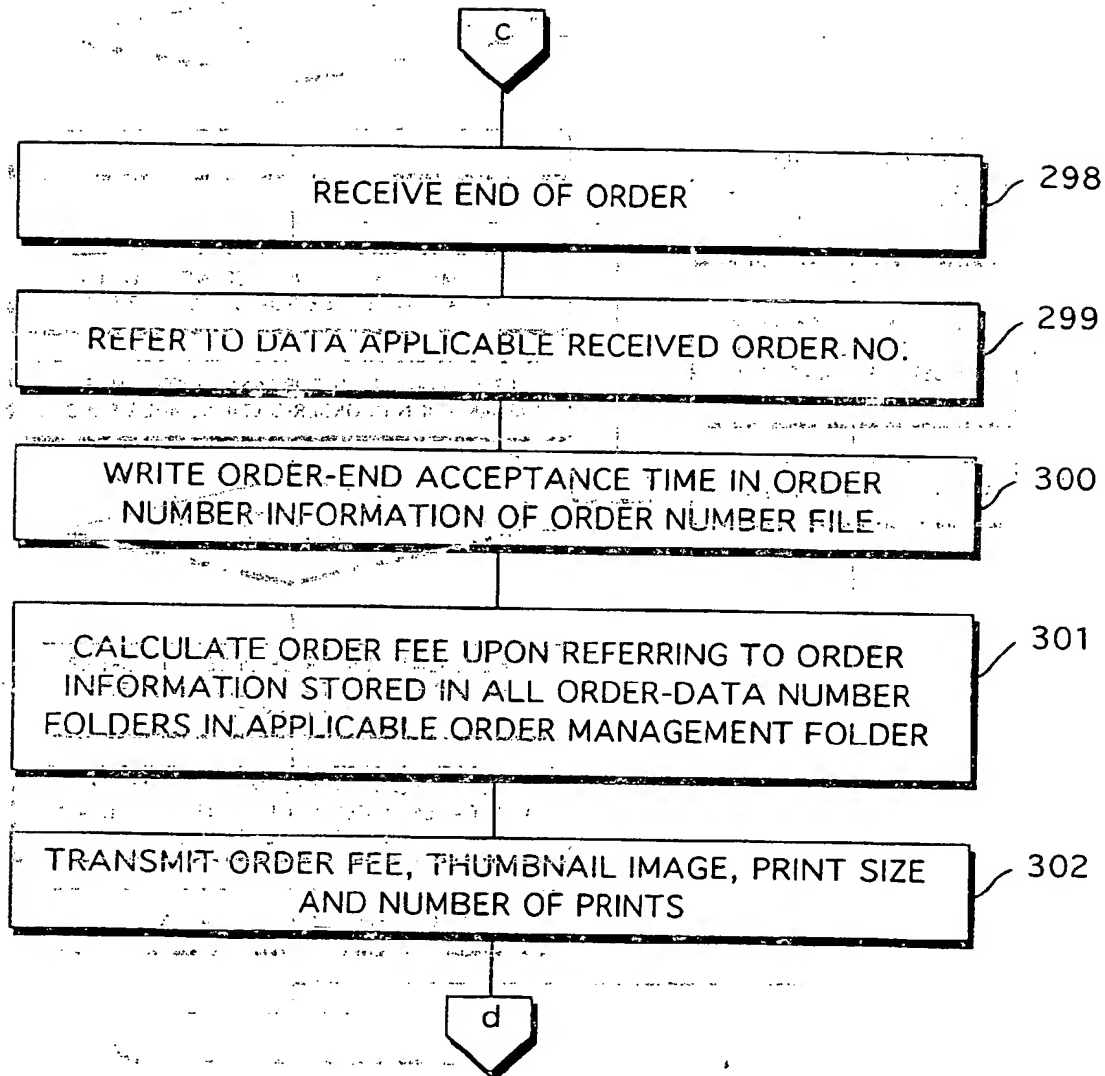 c
RECEIVE END OF ORDER
298
REFER TO DATA APPLICABLE RECEIVED ORDER NO.
299
WRITE ORDER-END ACCEPTANCE TIME IN ORDER
NUMBER INFORMATION OF ORDER NUMBER FILE
300
CALCULATE ORDER FEE UPON REFERRING TO ORDER
INFORMATION STORED IN ALL ORDER-DATA NUMBER
FOLDERS IN APPLICABLE ORDER MANAGEMENT FOLDER
301
TRANSMIT ORDER FEE, THUMBNAIL IMAGE, PRINT SIZE
AND NUMBER OF PRINTS
302
d